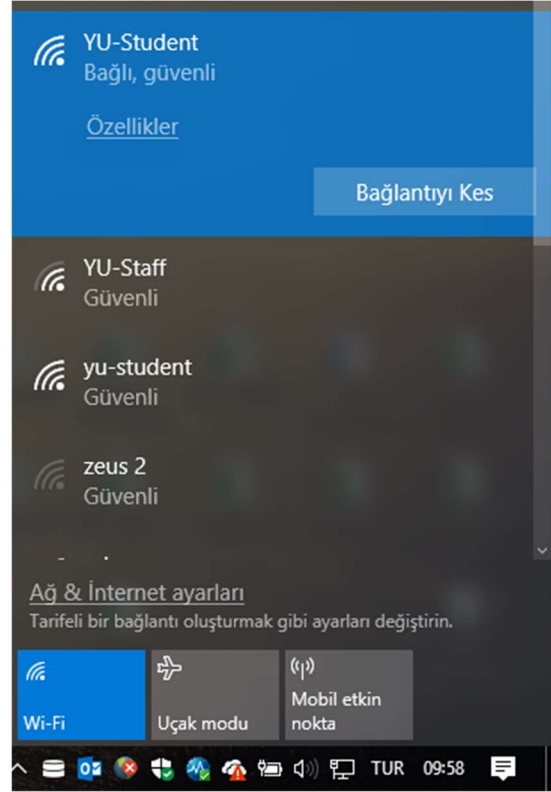 YU-Student
Bağlı, güvenli
Özellikler
Bağlantıyı Kes
YU-Staff
Güvenli
yu-student
Güvenli
zeus 2
Güvenli
Ağ & İnternet ayarları
Tarifeli bir bağlantı oluşturmak gibi ayarları değiştirin.
Wi-Fi
Uçak modu
Mobil etkin
nokta
TUR 09:58